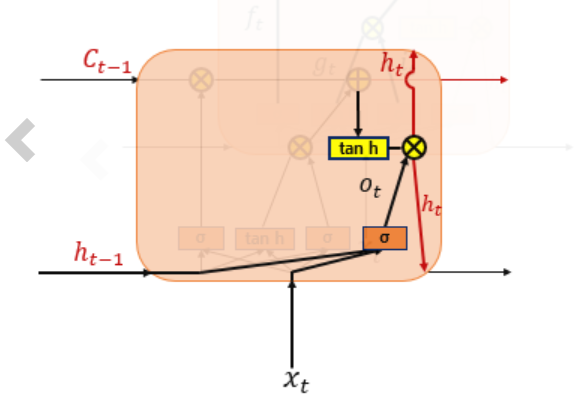 f_t
C_{t-1}
h_t
g_t
tan h
o_t
h_t
σ tan h σ σ
h_{t-1}
x_t